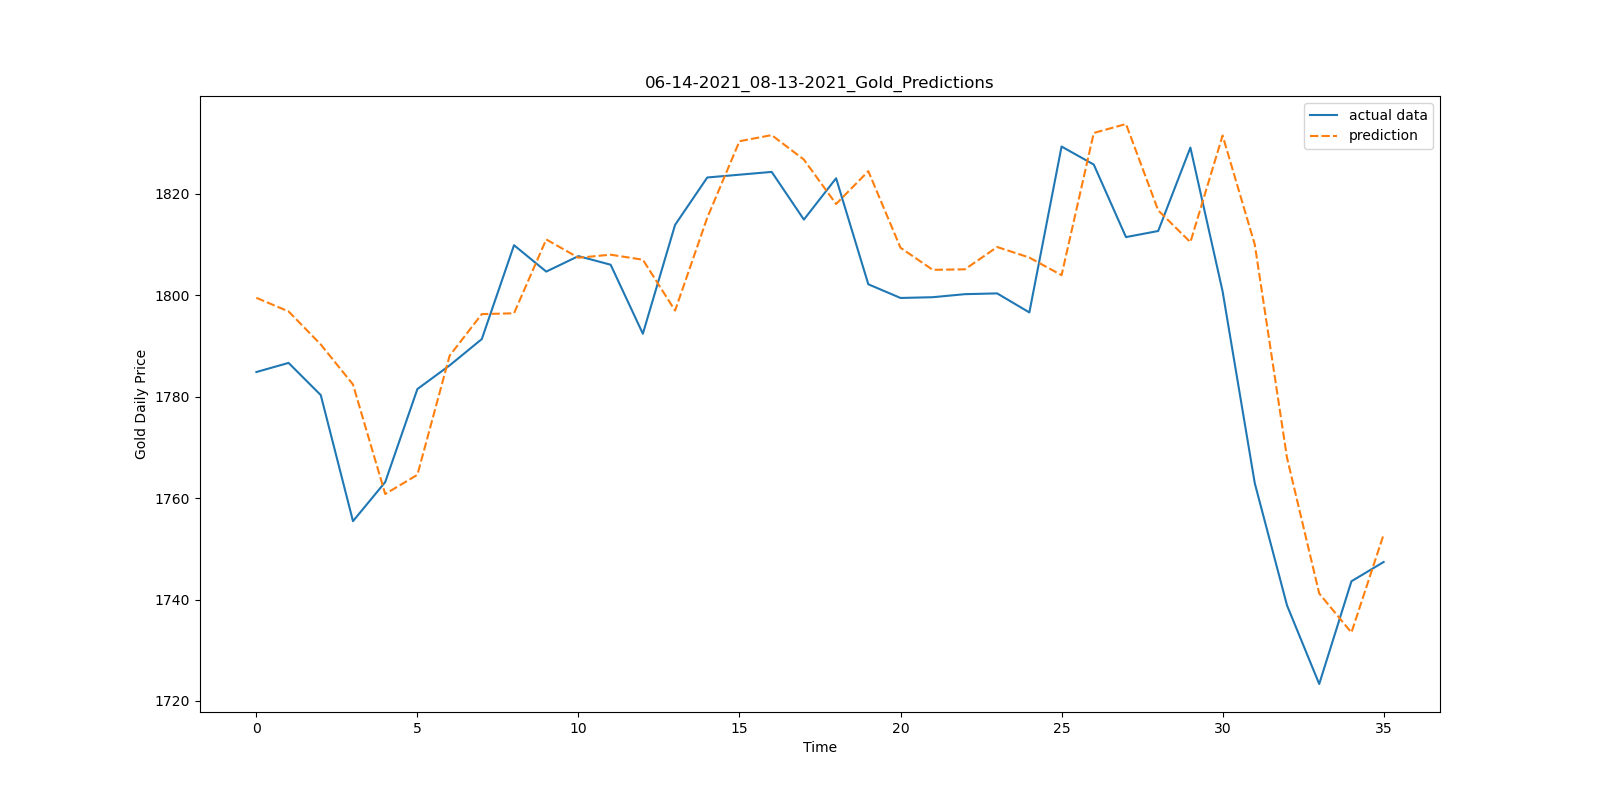 06-14-2021_08-13-2021_Gold_Predictions
actual data
prediction
Gold Daily Price
1820
1800
1780
1760
1740
1720
0 5 10 15 20 25 30 35
Time